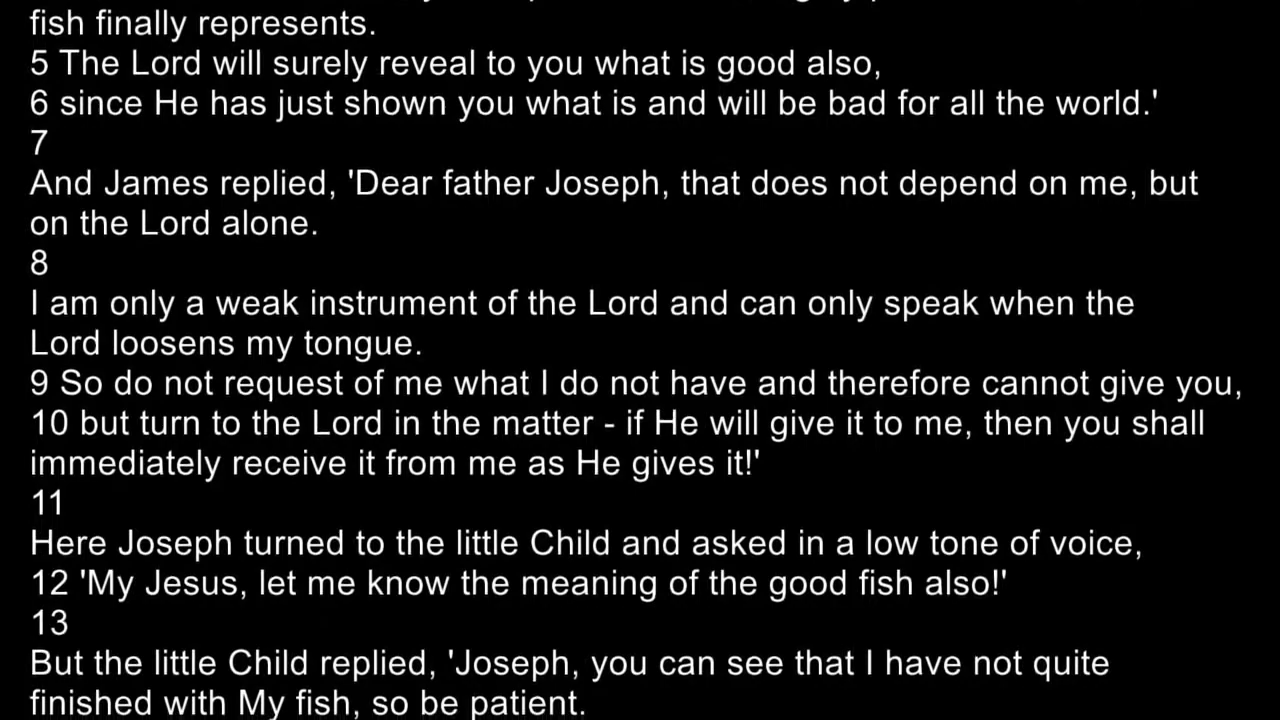 fish finally represents.
5 The Lord will surely reveal to you what is good also,
6 since He has just shown you what is and will be bad for all the world.'
7
And James replied, 'Dear father Joseph, that does not depend on me, but
on the Lord alone.
8
I am only a weak instrument of the Lord and can only speak when the
Lord loosens my tongue.
9 So do not request of me what I do not have and therefore cannot give you,
10 but turn to the Lord in the matter - if He will give it to me, then you shall
immediately receive it from me as He gives it!'
11
Here Joseph turned to the little Child and asked in a low tone of voice,
12 'My Jesus, let me know the meaning of the good fish also!'
13
But the little Child replied, 'Joseph, you can see that I have not quite
finished with My fish, so be patient.